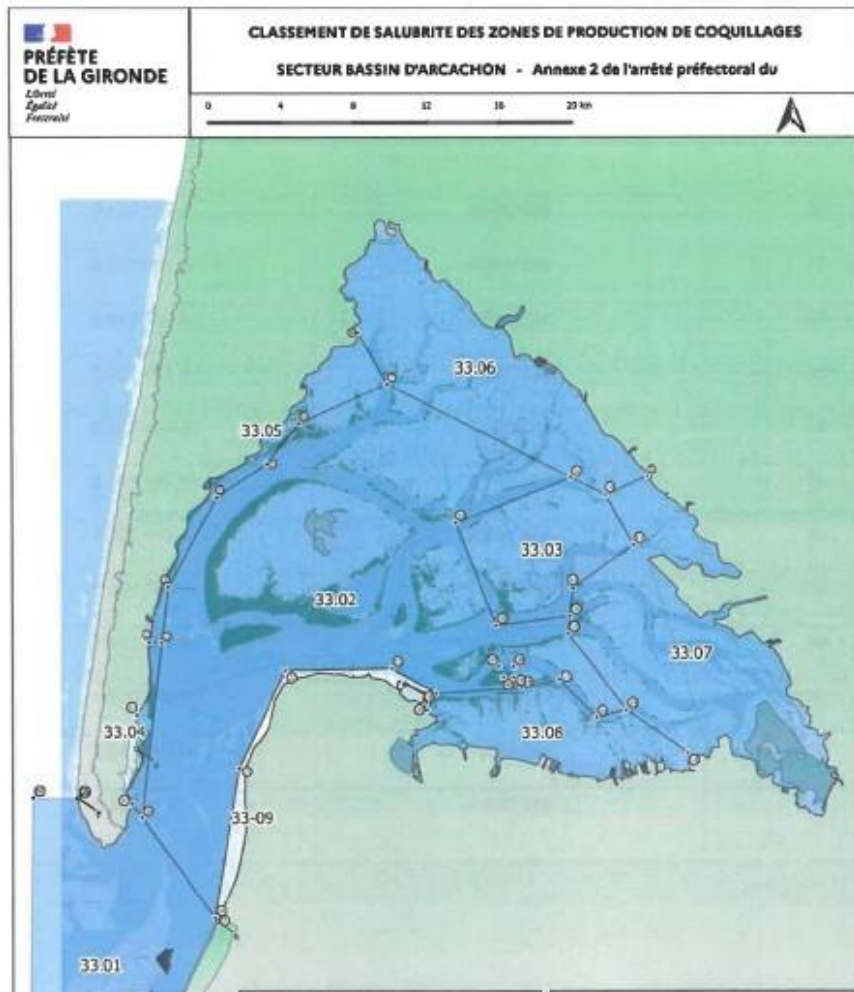 PRÉFÈTE
DE LA GIRONDE
Liberté
Égalité
Fraternité
CLASSEMENT DE SALUBRITE DES ZONES DE PRODUCTION DE COQUILLAGES
SECTEUR BASSIN D'ARCACHON - Annexe 2 de l'arrêté préfectoral du
0 4 8 12 16 20 km
33.06
33.05
33.03
33.02
33.07
33.04
33.08
33-09
33.01